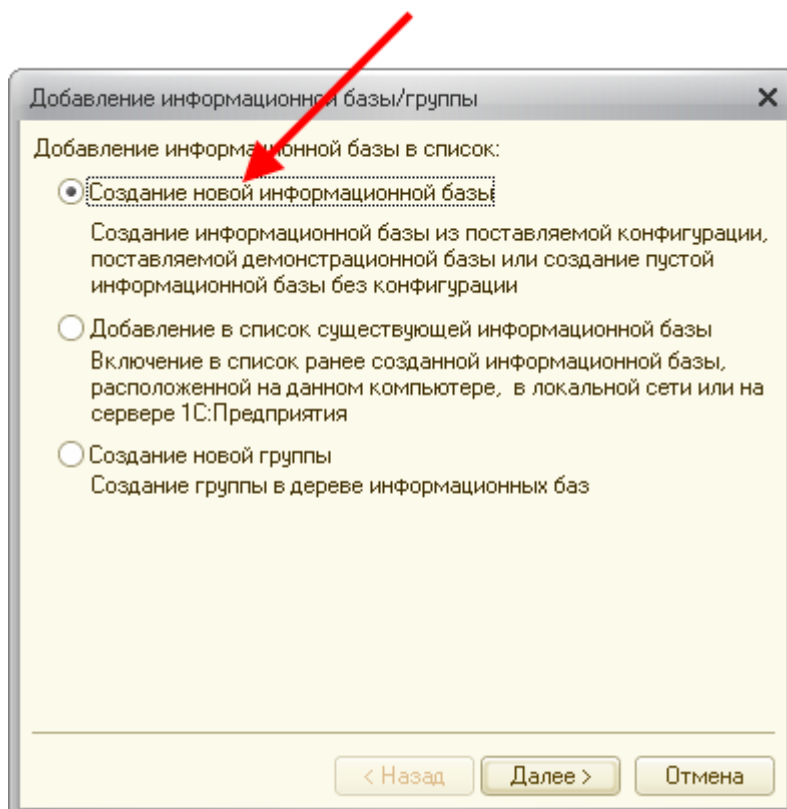 Добавление информационной базы/группы
Добавление информационной базы в список:
Создание новой информационной базы
Создание информационной базы из поставляемой конфигурации,
поставляемой демонстрационной базы или создание пустой
информационной базы без конфигурации
Добавление в список существующей информационной базы
Включение в список ранее созданной информационной базы,
расположенной на данном компьютере, в локальной сети или на
сервере 1С:Предприятия
Создание новой группы
Создание группы в дереве информационных баз
< Назад
Далее >
Отмена